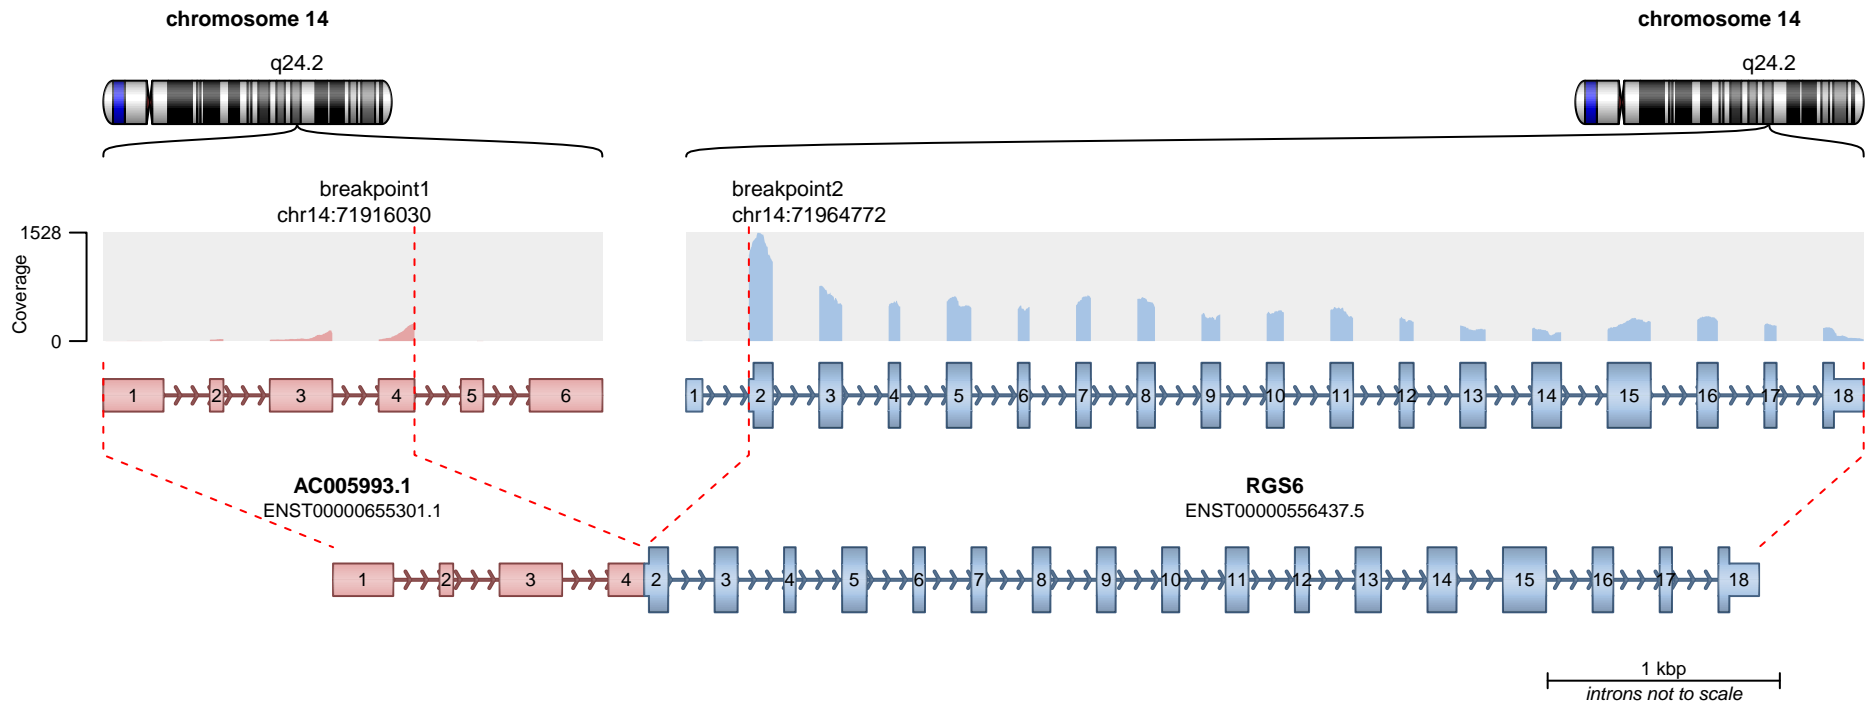 chromosome 14
chromosome 14
q24.2
q24.2
breakpoint1
chr14:71916030
breakpoint2
chr14:71964772
1528
Coverage
0
1 2 3 4 5 6
1 2 3 4 5 6 7 8 9 10 11 12 13 14 15 16 17 18
AC005993.1
ENST00000655301.1
RGS6
ENST00000556437.5
1 2 3 4 2 3 4 5 6 7 8 9 10 11 12 13 14 15 16 17 18
1 kbp
introns not to scale